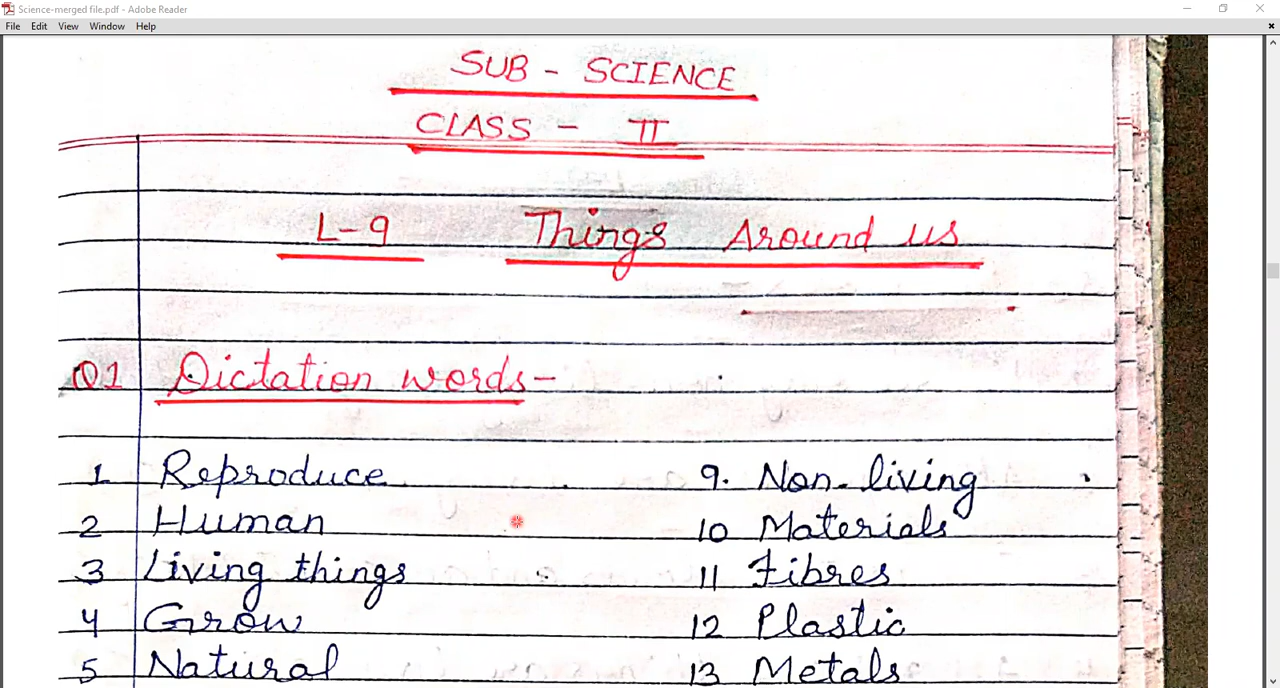 Science-merged file.pdf - Adobe Reader
File Edit View Window Help
SUB - SCIENCE
CLASS - II
L-9 Things Around us
Q1 Dictation words-
1 Reproduce 9. Non-living
2 Human 10 Materials
3 Living things 11 Fibres
4 Grow 12 Plastic
5 Natural 13 Metals